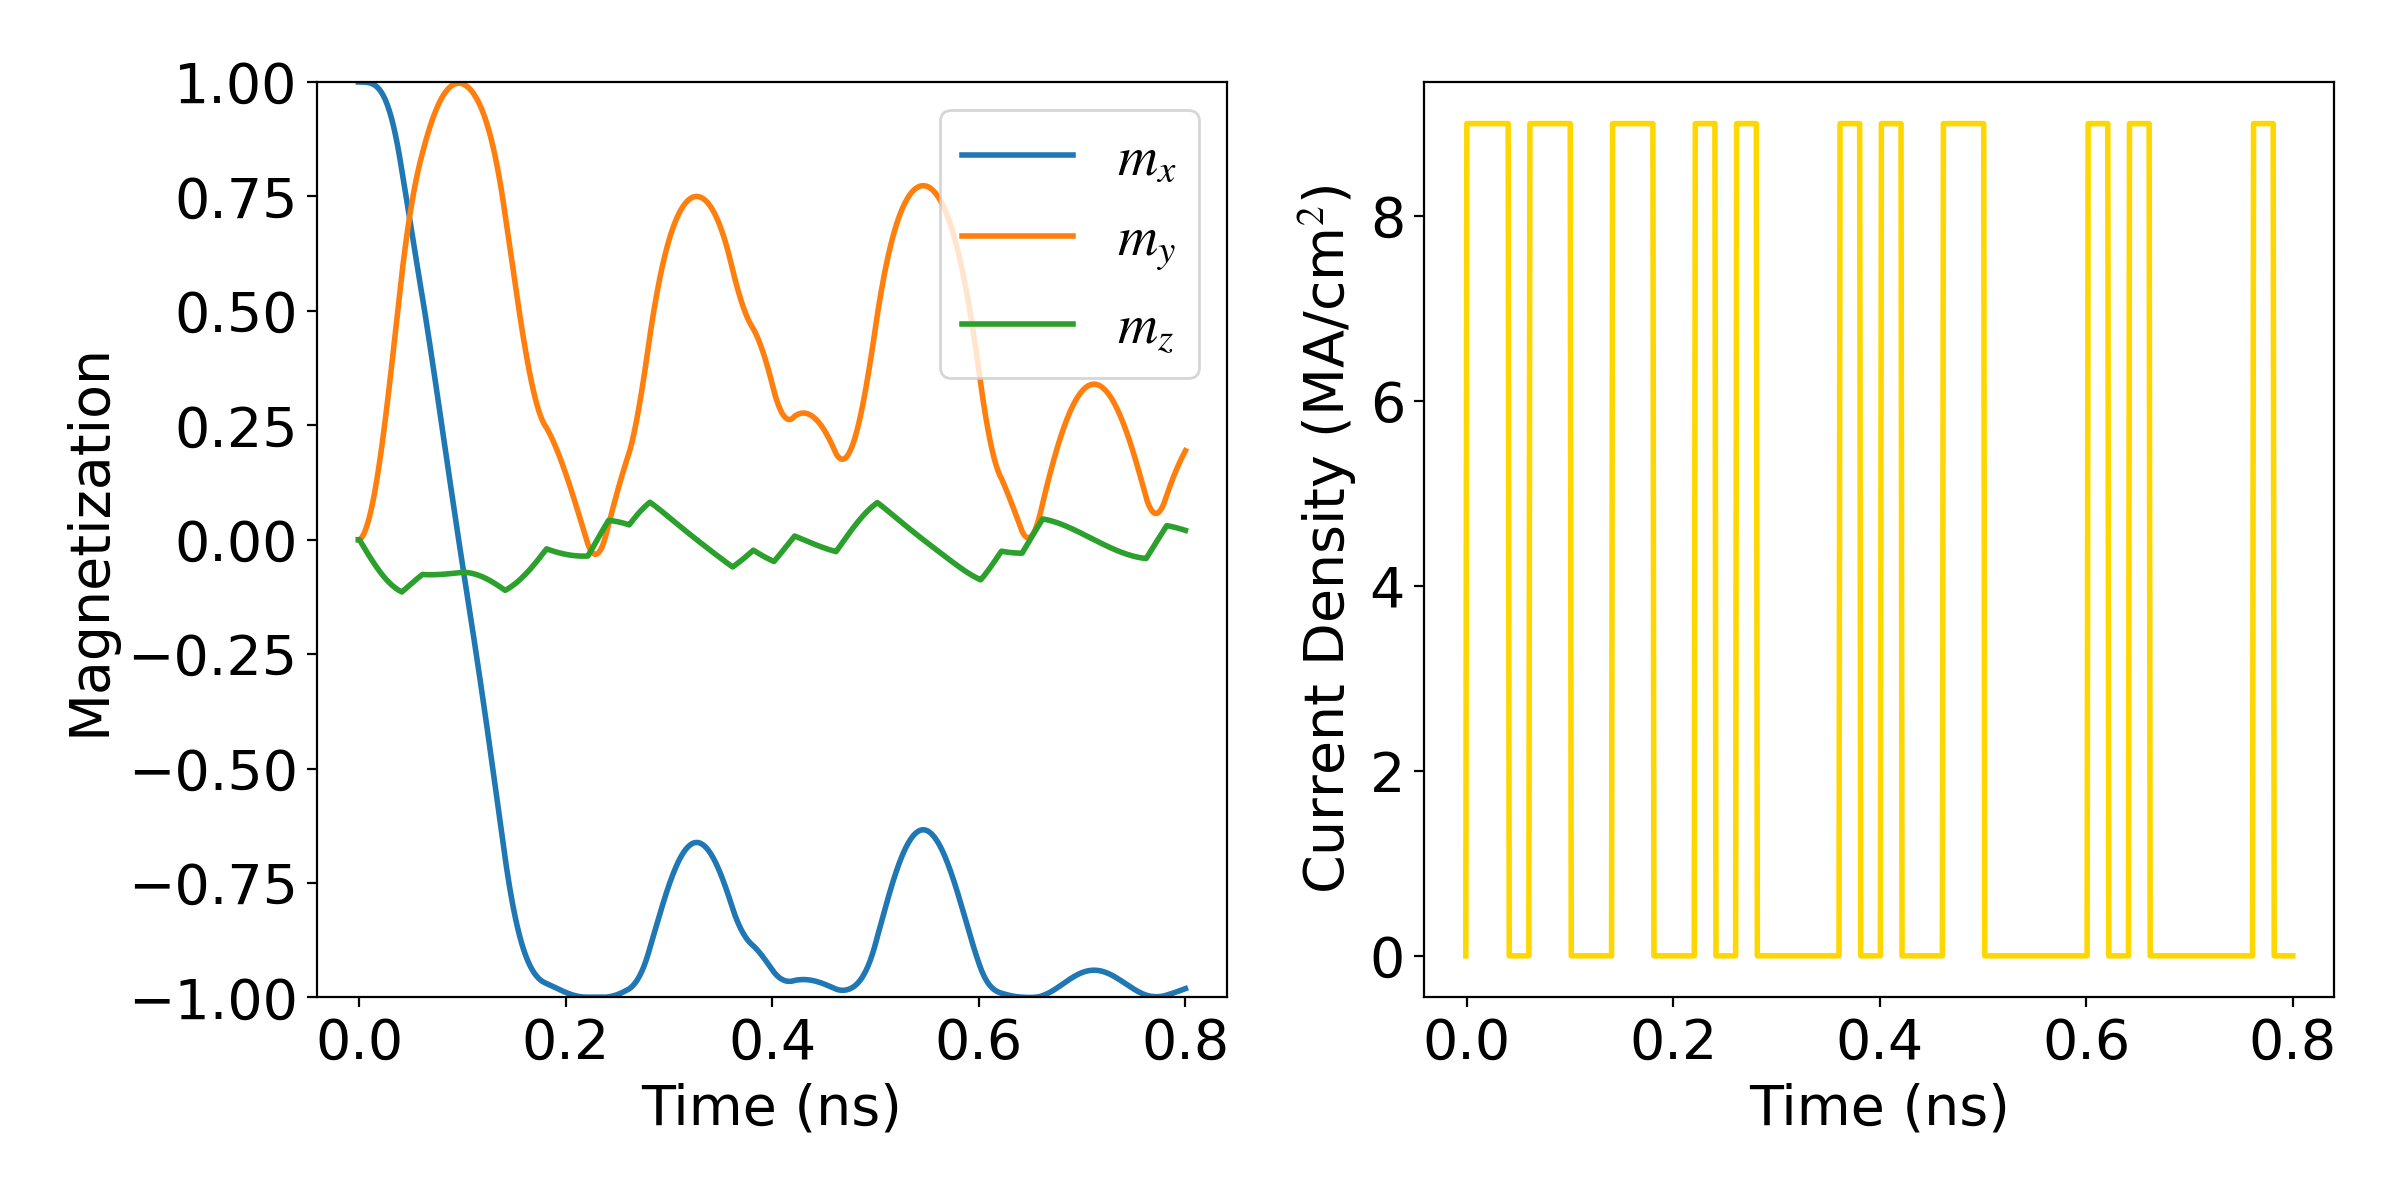 Magnetization
1.00
0.75
0.50
0.25
0.00
−0.25
−0.50
−0.75
−1.00
0.0 0.2 0.4 0.6 0.8
Time (ns)
m_x
m_y
m_z
Current Density (MA/cm²)
8
6
4
2
0
0.0 0.2 0.4 0.6 0.8
Time (ns)